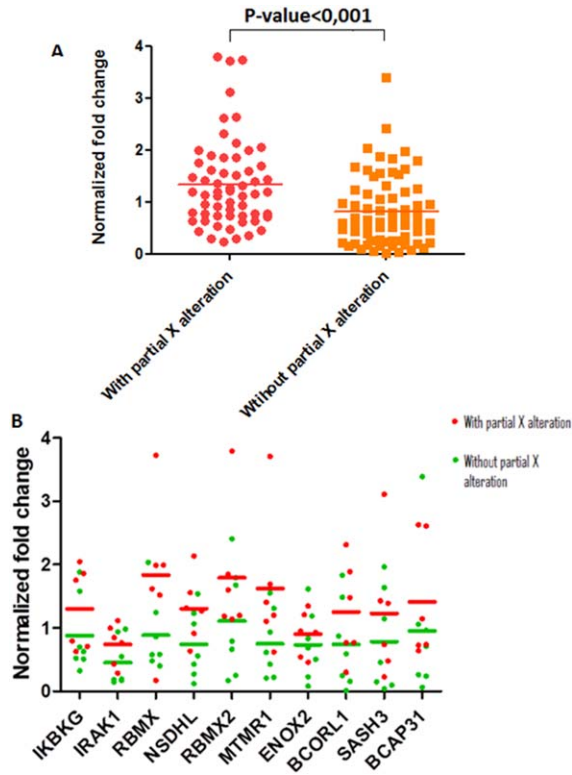 P-value<0,001
A
Normalized fold change
4
3
2
1
0
With partial X alteration
Wtihout partial X alteration
B
With partial X alteration
Without partial X
alteration
Normalized fold change
4
3
2
1
0
IKBKG
IRAK1
RBMX
NSDHL
RBMX2
MTMR1
ENOX2
BCORL1
SASH3
BCAP31